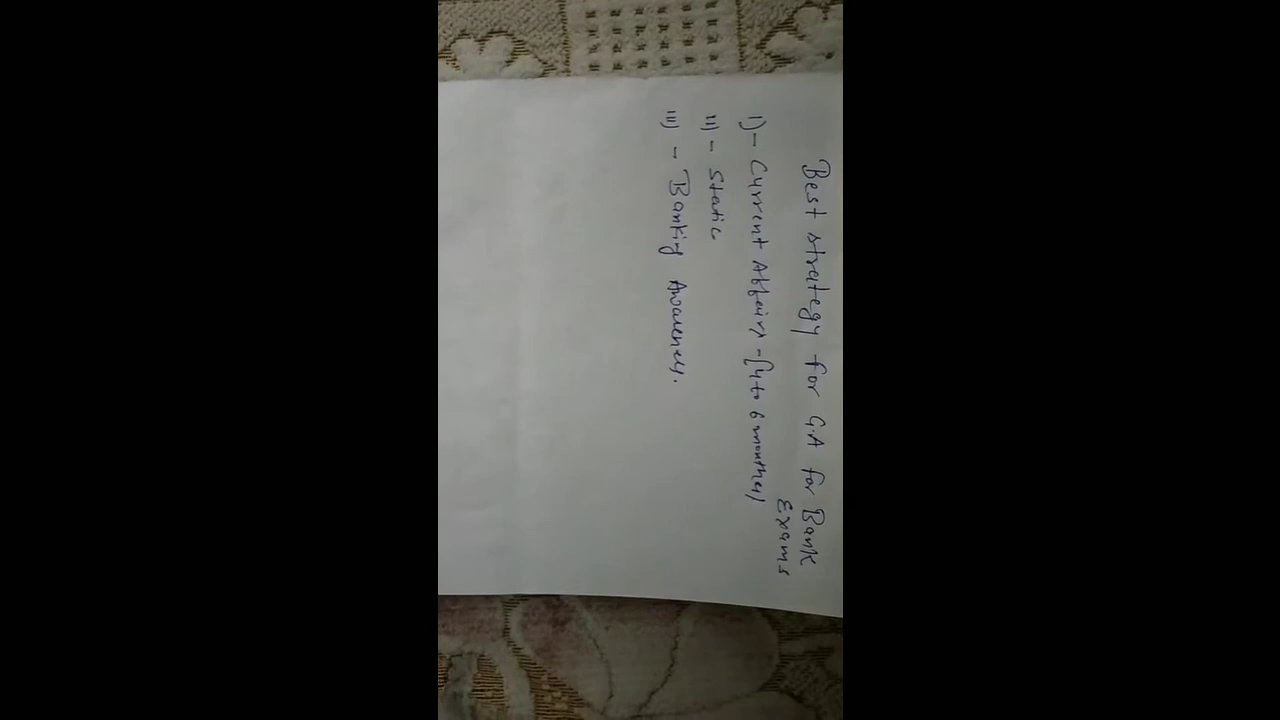 Best strategy for G.A for Bank
Exams
I) - Current Affairs - [4 to 6 months)
II) - Static
III) - Banking Awareness.